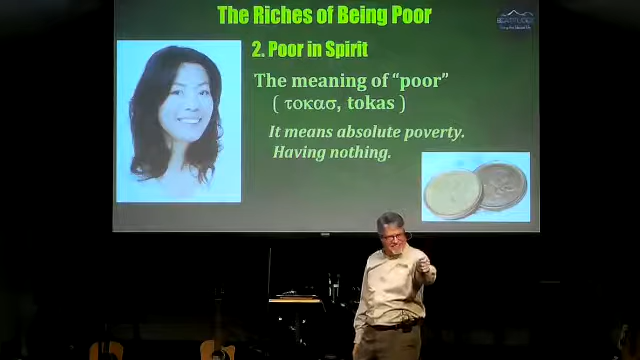 The Riches of Being Poor
2. Poor in Spirit
The meaning of “poor”
( τοκασ, tokas )
It means absolute poverty.
Having nothing.